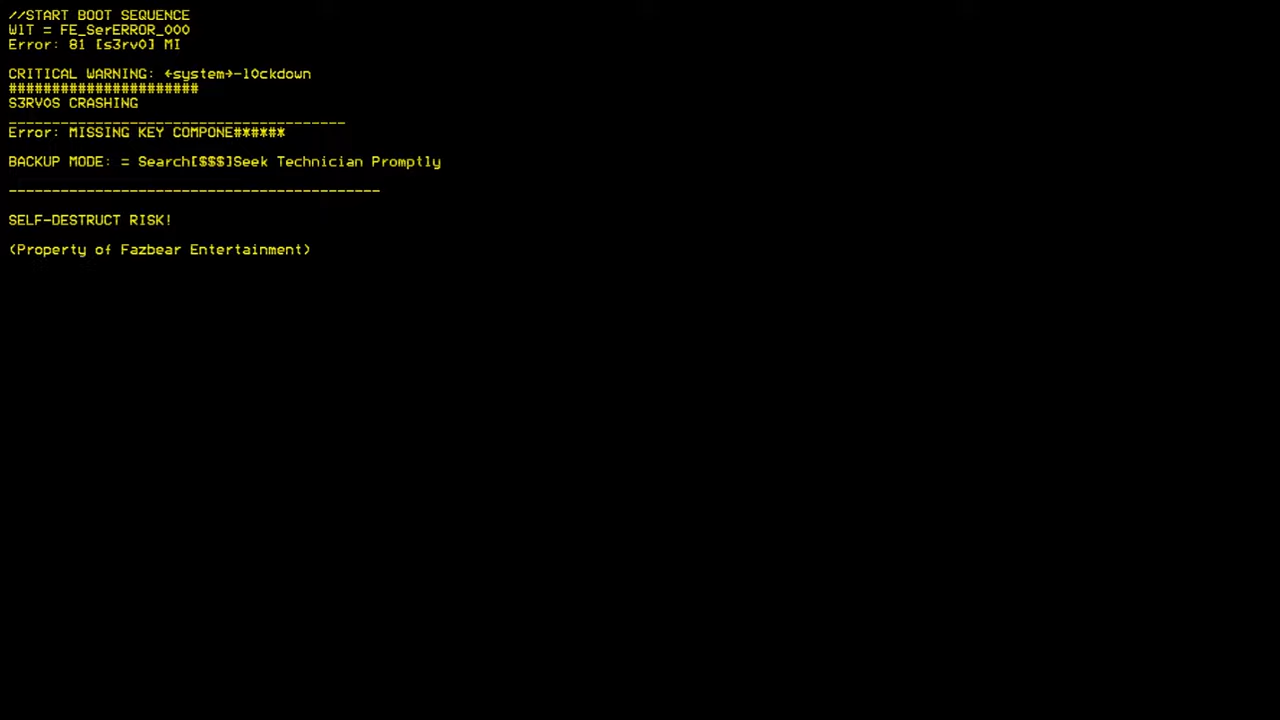 //START BOOT SEQUENCE
W1T = FE_SerERROR_000
Error: 81 [s3rv0] MI
CRITICAL WARNING: <system>-l0ckdown
######################
S3RV0S CRASHING
_______________________________________
Error: MISSING KEY COMPONE#*#*#*
BACKUP MODE: = Search[$$$]Seek Technician Promptly
-------------------------------------------
SELF-DESTRUCT RISK!
(Property of Fazbear Entertainment)